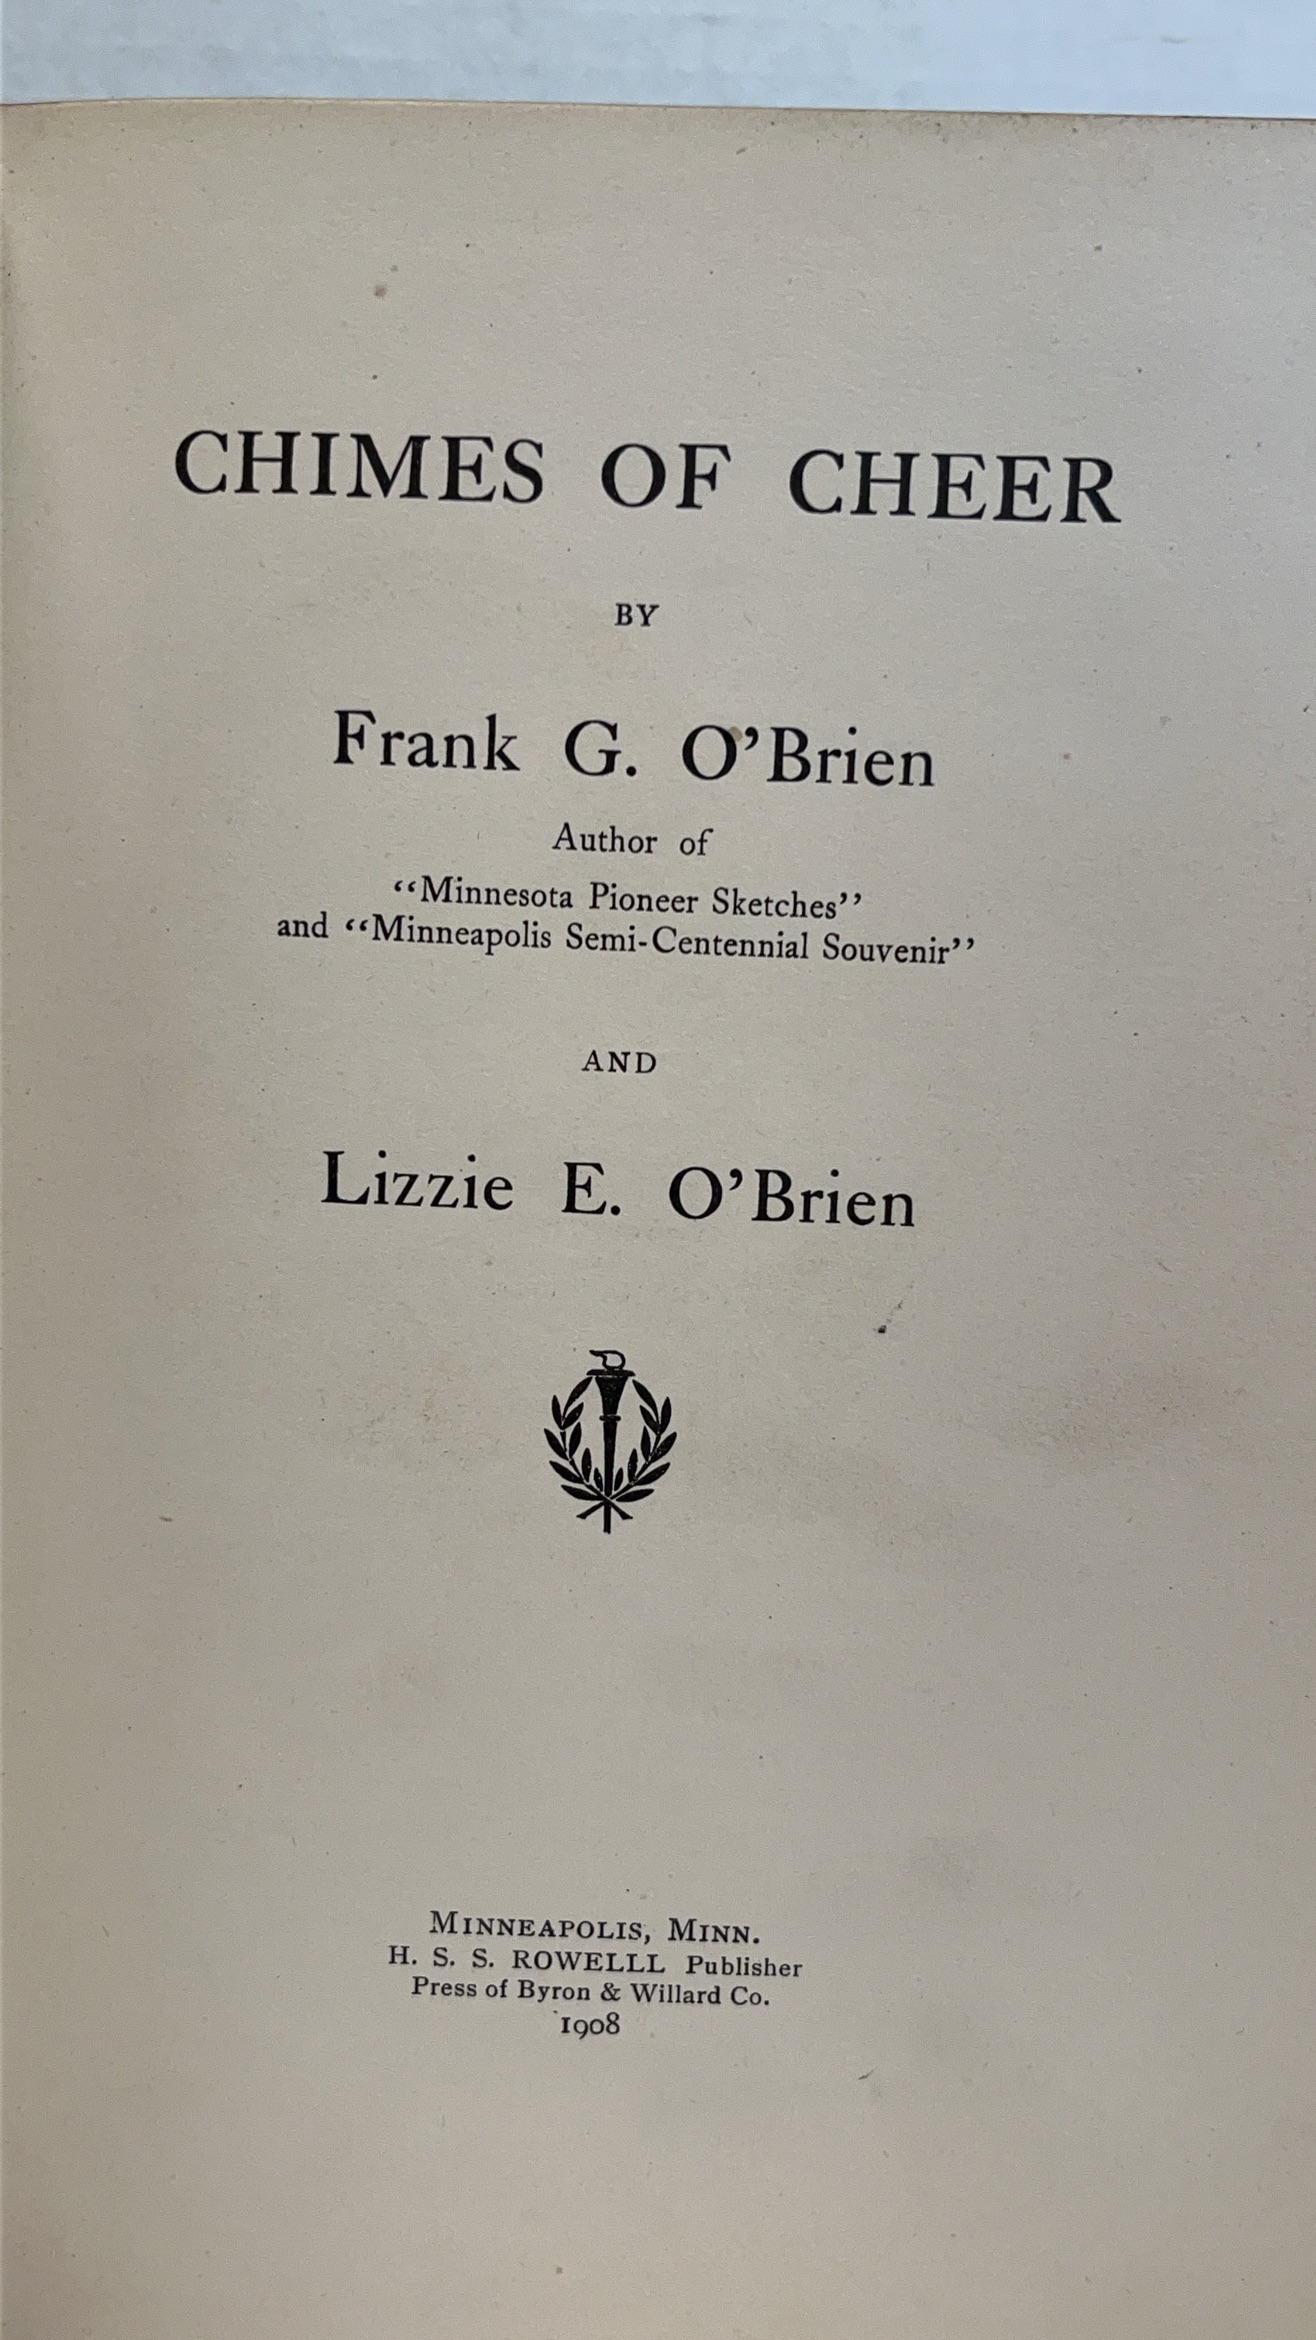 CHIMES OF CHEER
BY
Frank G. O’Brien
Author of
“Minnesota Pioneer Sketches”
and “Minneapolis Semi-Centennial Souvenir”
AND
Lizzie E. O’Brien
MINNEAPOLIS, MINN.
H. S. S. ROWELLL Publisher
Press of Byron & Willard Co.
1908